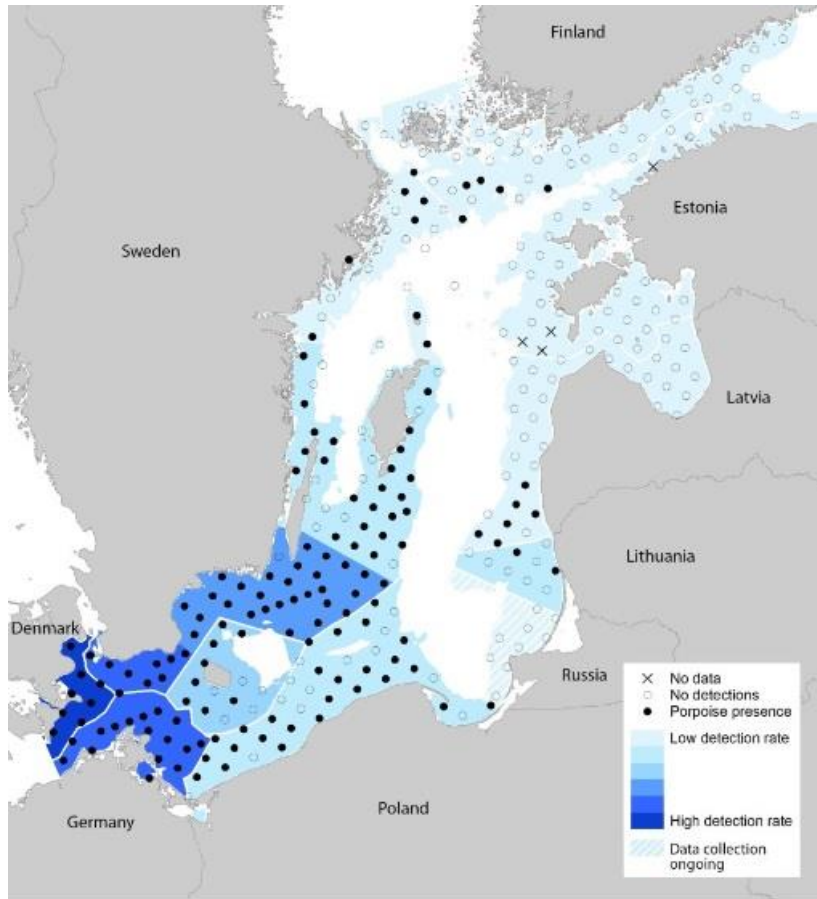 Finland
Estonia
Sweden
Latvia
Lithuania
Denmark
Russia
Poland
Germany
No data
No detections
Porpoise presence
Low detection rate
High detection rate
Data collection
ongoing